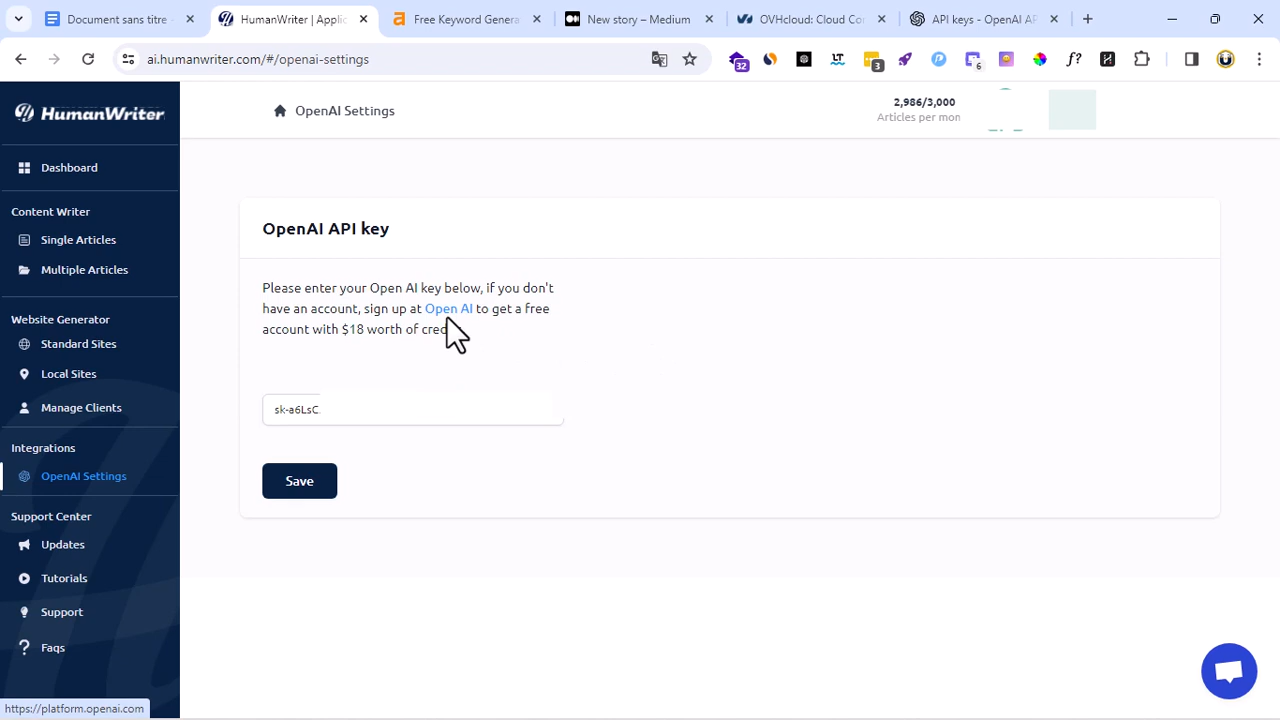 Document sans titre
HumanWriter | Applic
Free Keyword Genera
New story – Medium
OVHcloud: Cloud Co
API keys - OpenAI AP
ai.humanwriter.com/#/openai-settings
32
3
6
HumanWriter
OpenAI Settings
2,986/3,000
Articles per mon
Dashboard
Content Writer
Single Articles
Multiple Articles
Website Generator
Standard Sites
Local Sites
Manage Clients
Integrations
OpenAI Settings
Support Center
Updates
Tutorials
Support
Faqs
OpenAI API key
Please enter your Open AI key below, if you don't
have an account, sign up at Open AI to get a free
account with $18 worth of cred
sk-a6LsC
Save
https://platform.openai.com